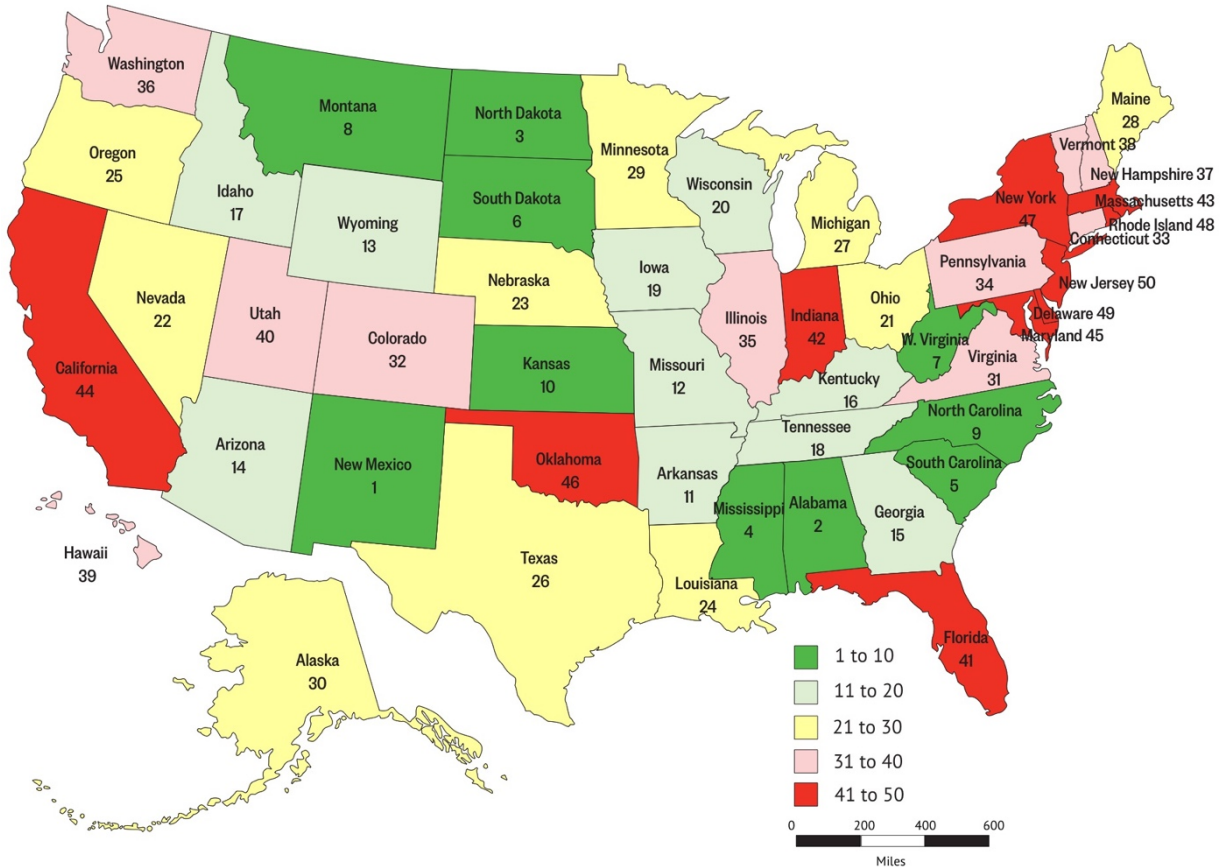 Washington
36
Montana
8
North Dakota
3
Minnesota
29
Maine
28
Vermont 38
New Hampshire 37
Oregon
25
Idaho
17
Wyoming
13
South Dakota
6
Wisconsin
20
Michigan
27
New York
47
Massachusetts 43
Rhode Island 48
Connecticut 33
Nevada
22
Utah
40
Colorado
32
Nebraska
23
Iowa
19
Illinois
35
Indiana
42
Ohio
21
Pennsylvania
34
New Jersey 50
Delaware 49
Maryland 45
California
44
Kansas
10
Missouri
12
Kentucky
16
W. Virginia
7
Virginia
31
Arizona
14
New Mexico
1
Oklahoma
46
Arkansas
11
Tennessee
18
North Carolina
9
South Carolina
5
Mississippi
4
Alabama
2
Georgia
15
Hawaii
39
Texas
26
Louisiana
24
Florida
41
Alaska
30
1 to 10
11 to 20
21 to 30
31 to 40
41 to 50
0 200 400 600
Miles